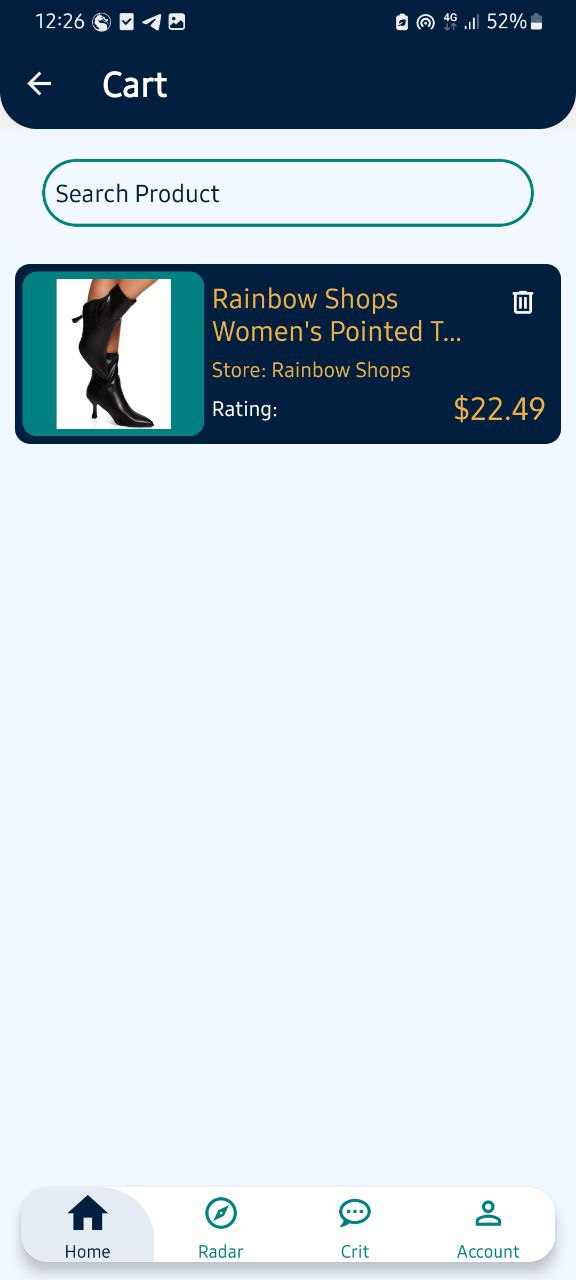 12:26
4G
52%
Cart
Search Product
Rainbow Shops
Women's Pointed T...
Store: Rainbow Shops
Rating:
$22.49
Home
Radar
Crit
Account